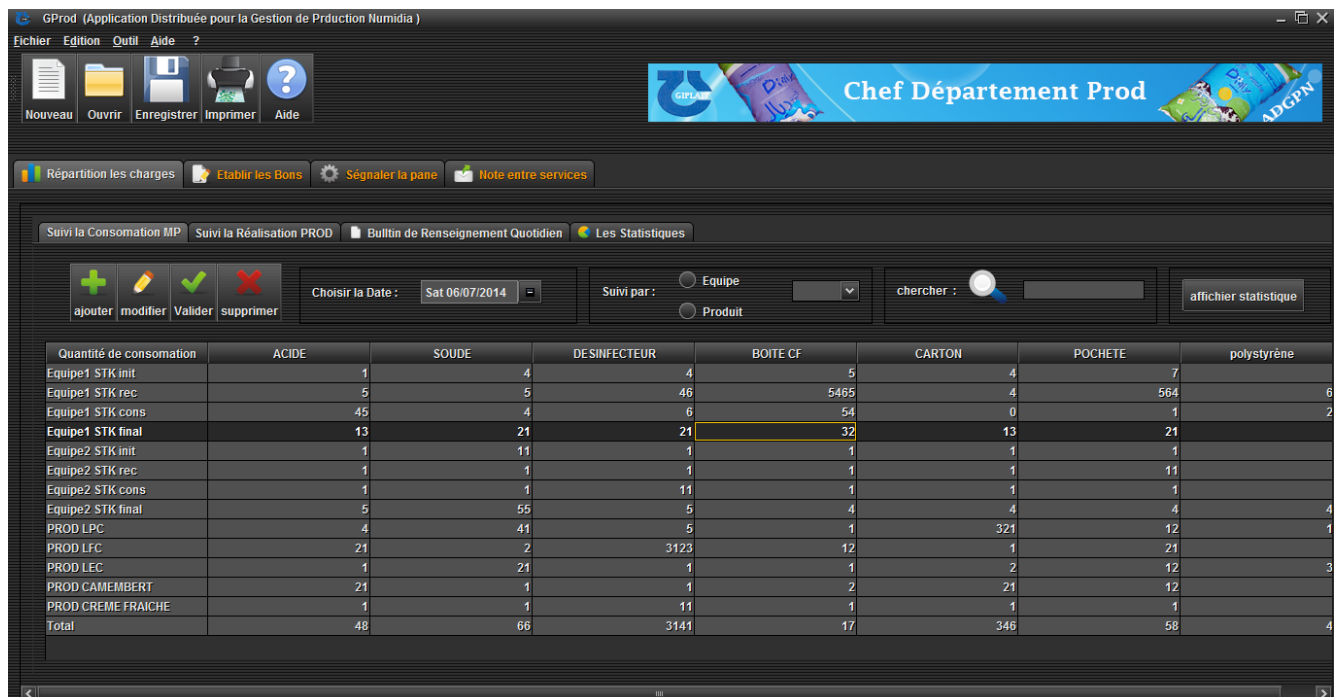 GProd (Application Distribuée pour la Gestion de Prduction Numidia )
Fichier Edition Outil Aide ?
Nouveau Ouvrir Enregistrer Imprimer Aide
GIPLAIT Chef Département Prod ADGPN
Répartition les charges Etablir les Bons Ségnaler la pane Note entre services
Suivi la Consomation MP Suivi la Réalisation PROD Bulltin de Renseignement Quotidien Les Statistiques
ajouter modifier Valider supprimer
Choisir la Date : Sat 06/07/2014
Suivi par : Equipe
Produit
chercher :
affichier statistique
Quantité de consomation ACIDE SOUDE DESINFECTEUR BOITE CF CARTON POCHETE polystyrène
Equipe1 STK init 1 4 4 5 4 7
Equipe1 STK rec 5 5 46 5465 4 564 6
Equipe1 STK cons 45 4 6 54 0 1 2
Equipe1 STK final 13 21 21 32 13 21
Equipe2 STK init 1 11 1 1 1 1
Equipe2 STK rec 1 1 1 1 1 11
Equipe2 STK cons 1 1 11 1 1 1
Equipe2 STK final 5 55 5 4 4 4 4
PROD LPC 4 41 5 1 321 12 1
PROD LFC 21 2 3123 12 1 21
PROD LEC 1 21 1 1 2 12 3
PROD CAMEMBERT 21 1 1 2 21 12
PROD CREME FRAICHE 1 1 11 1 1 1
Total 48 66 3141 17 346 58 4